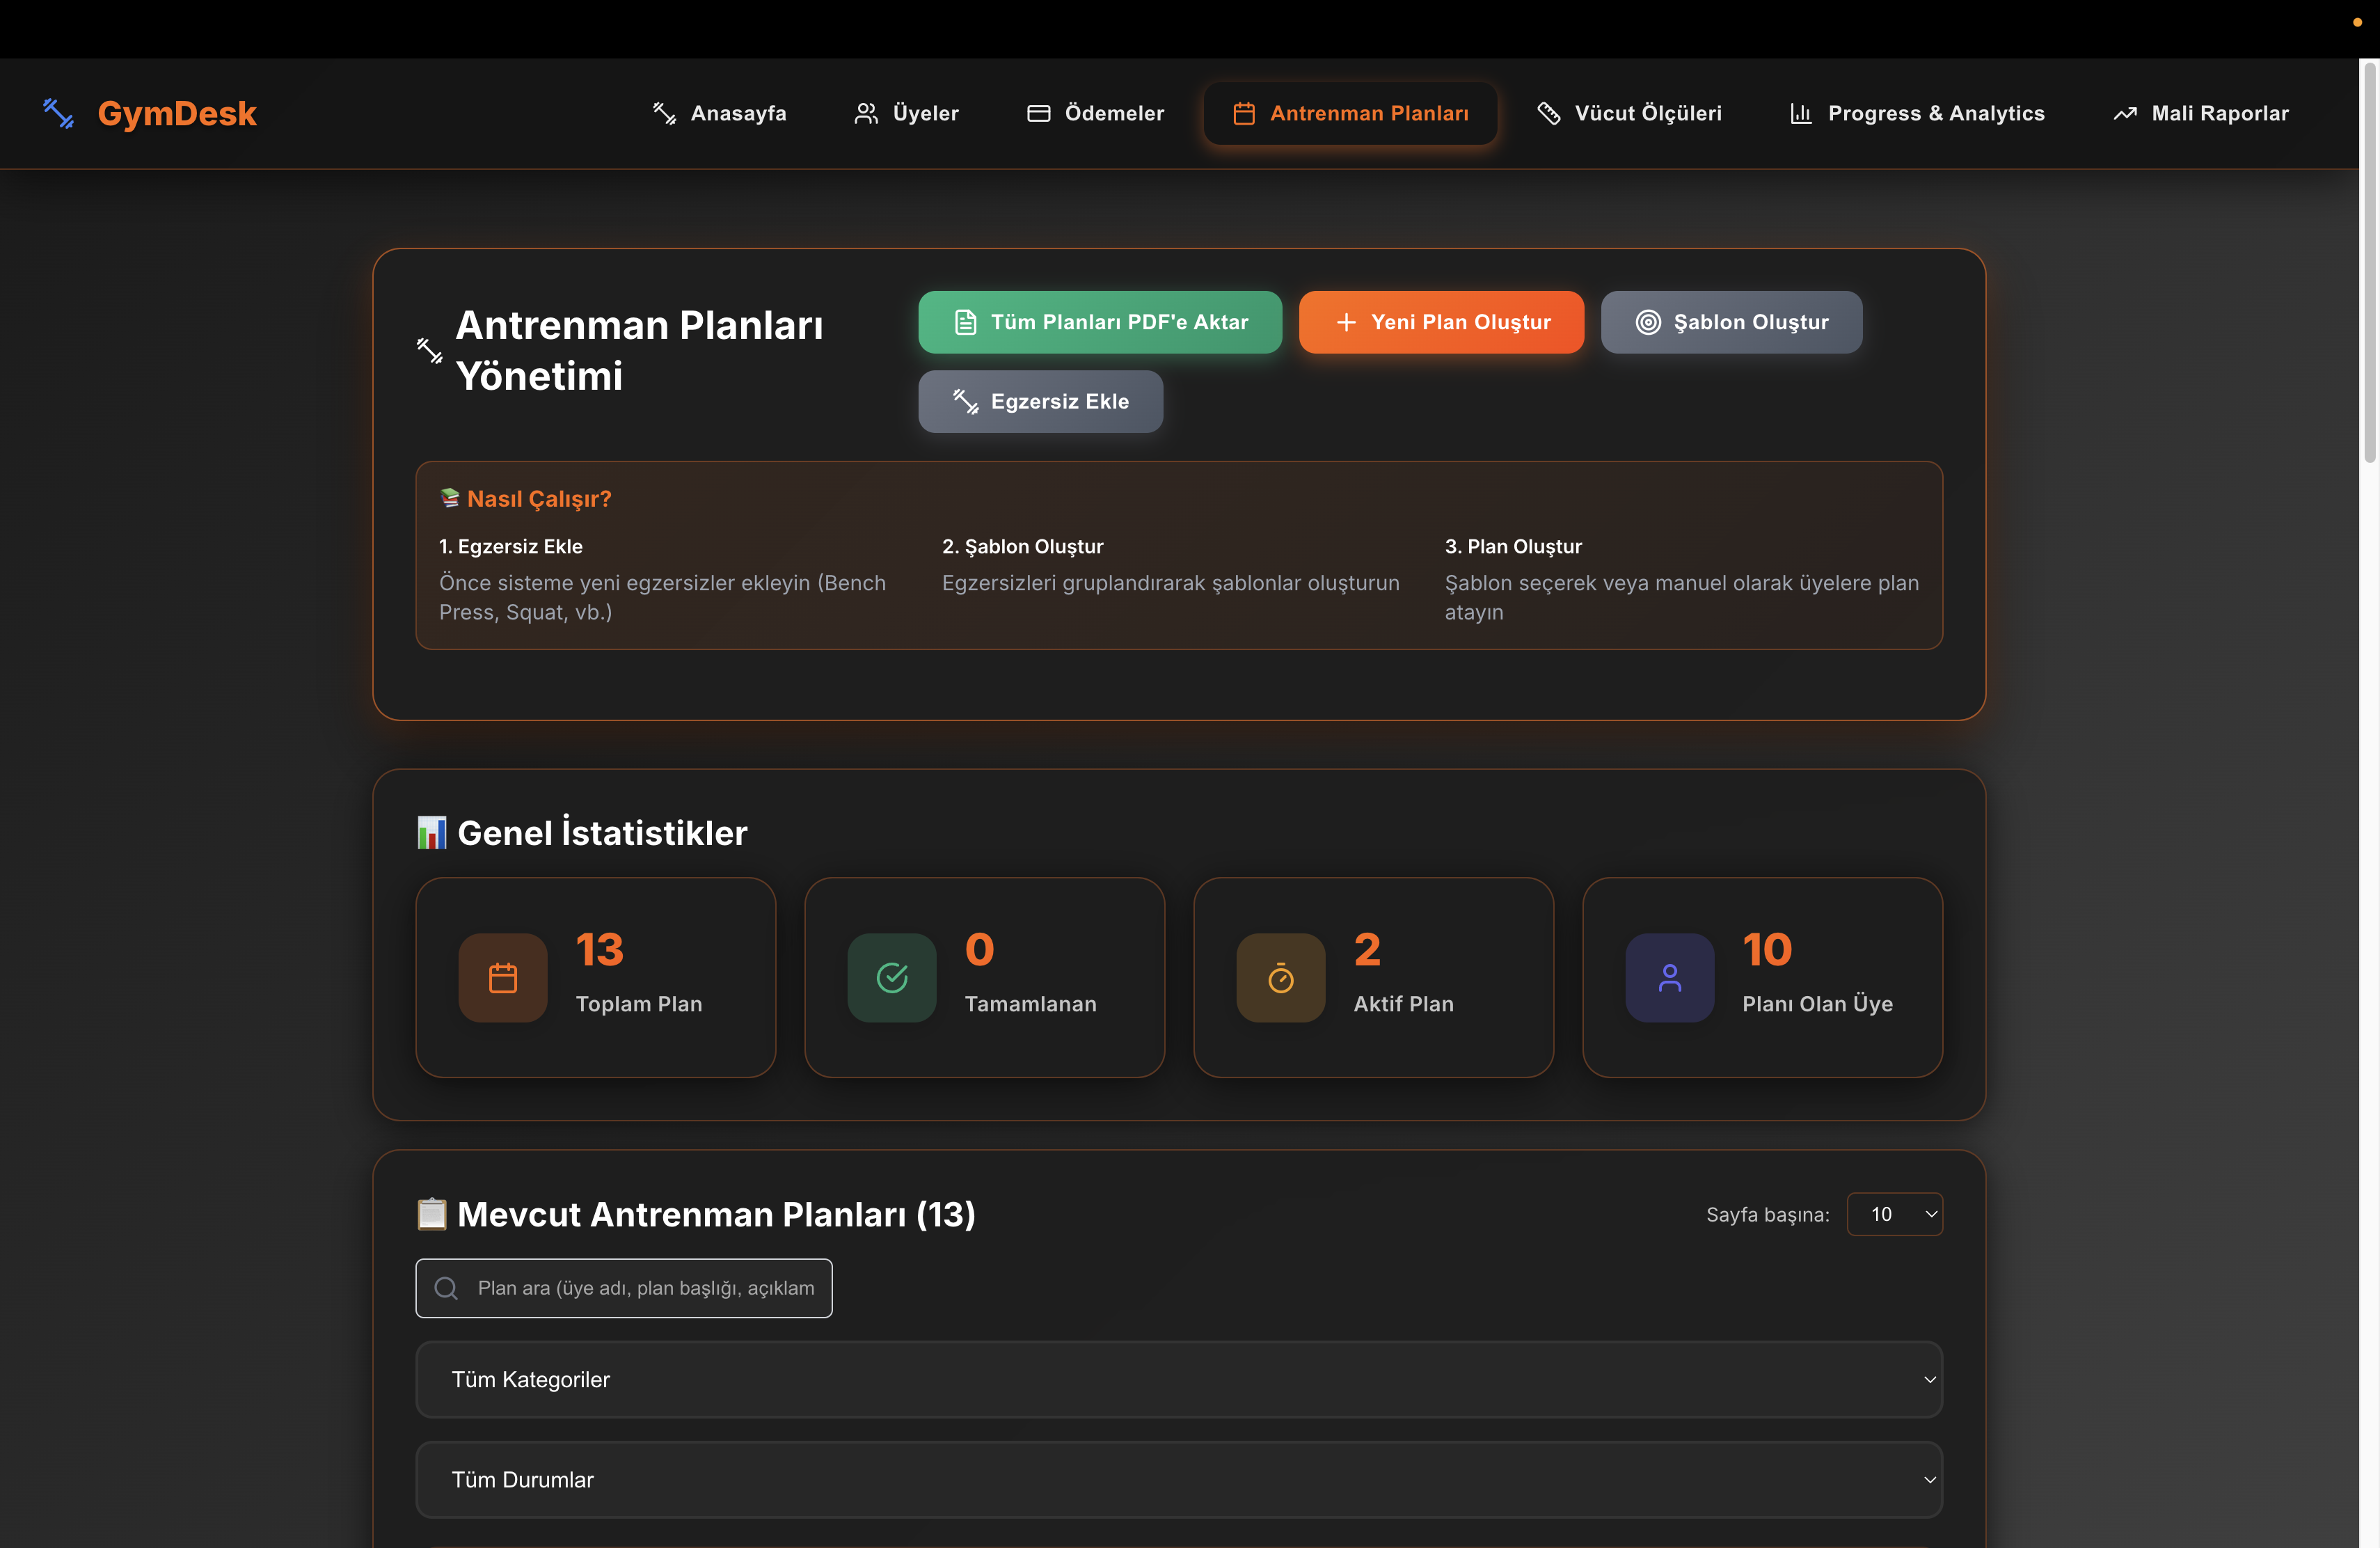 GymDesk
Anasayfa
Üyeler
Ödemeler
Antrenman Planları
Vücut Ölçüleri
Progress & Analytics
Mali Raporlar
Antrenman Planları
Yönetimi
Tüm Planları PDF'e Aktar
Yeni Plan Oluştur
Şablon Oluştur
Egzersiz Ekle
Nasıl Çalışır?
1. Egzersiz Ekle
Önce sisteme yeni egzersizler ekleyin (Bench
Press, Squat, vb.)
2. Şablon Oluştur
Egzersizleri gruplandırarak şablonlar oluşturun
3. Plan Oluştur
Şablon seçerek veya manuel olarak üyelere plan
atayın
Genel İstatistikler
13
Toplam Plan
0
Tamamlanan
2
Aktif Plan
10
Planı Olan Üye
Mevcut Antrenman Planları (13)
Sayfa başına:
10
Plan ara (üye adı, plan başlığı, açıklam
Tüm Kategoriler
Tüm Durumlar